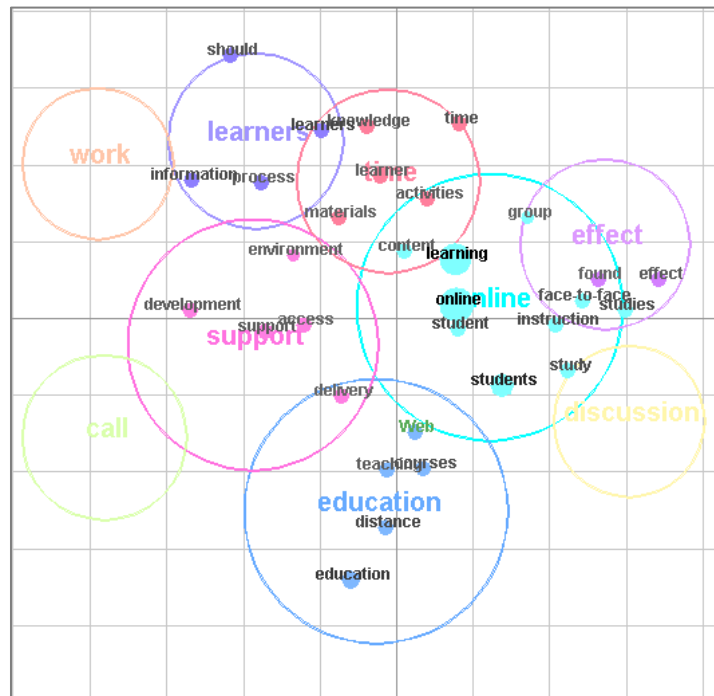 should
learners
learners
knowledge
time
work
time
learner
information
process
activities
materials
group
effect
environment
content
learning
found
effect
development
online
online
face-to-face
studies
support
support
access
student
instruction
students
study
delivery
discussion
call
Web
teaching
courses
education
distance
education